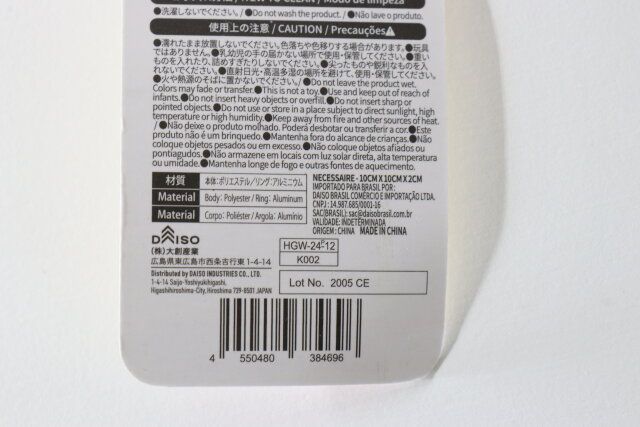 ●洗濯しないでください。/●Do not wash the product. / ●Não lave o produto.
使用上の注意 / CAUTION / Precauções
●濡れたまま放置しないでください。色落ちや色移りする場合があります。●玩具
ではありません。●乳幼児の手の届かない場所で使用・保管してください。●重い
ものを入れたり、詰めすぎたりしないでください。●尖ったものや鋭利なものを入
れないでください。●直射日光・高温多湿の場所を避けて、使用・保管してください。
●火や熱源のそばに置かないでください。/ ●Do not leave the product wet.
Colors may fade or transfer.●This is not a toy.●Use and keep out of reach of
infants.●Do not insert heavy objects or overfill.●Do not insert sharp or
pointed objects.●Do not use or store in a place subject to direct sunlight, high
temperature or high humidity.●Keep away from fire and other sources of heat.
/ ●Não deixe o produto molhado. Poderá desbotar ou transferir a cor.●Este
produto não é um brinquedo.●Mantenha fora do alcance de crianças.●Não
coloque objetos pesados ou em excesso.●Não coloque objetos afiados ou
pontiagudos.●Não armazene em locais com luz solar direta, alta temperatura
ou umidade.●Mantenha longe de fogo e outras fontes de aquecimento.
材質 本体:ポリエステル/リング:アルミニウム
Material Body: Polyester / Ring: Aluminum
Material Corpo: Poliéster / Argola: Alumínio
NECESSAIRE - 10CM X 10CM X 2CM
IMPORTADO PARA BRASIL POR:
DAISO BRASIL COMÉRCIO E IMPORTAÇÃO LTDA.
CNPJ : 14.987.685/0001-16
SAC(BRASIL): sac@daisobrasil.com.br
VALIDADE: INDETERMINADA
ORIGEM : CHINA MADE IN CHINA
DAISO
(株)大創産業
広島県東広島市西条吉行東 1-4-14
Distributed by DAISO INDUSTRIES CO., LTD.
1-4-14 Saijo-Yoshiyukihigashi,
Higashihiroshima-City, Hiroshima 739-8501 JAPAN
HGW-24-12
K002
Lot No. 2005 CE
4 550480 384696